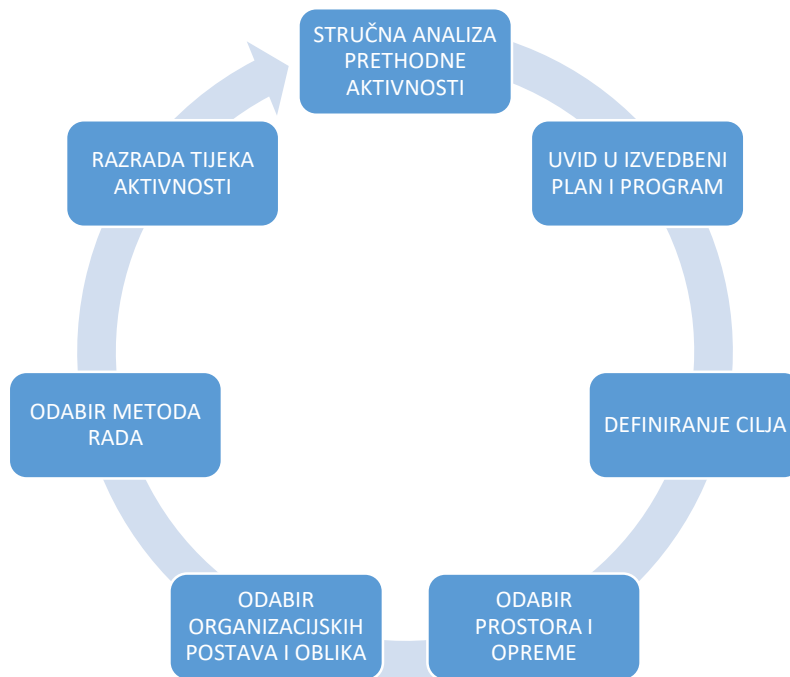 STRUČNA ANALIZA
PRETHODNE
AKTIVNOSTI
UVID U IZVEDBENI
PLAN I PROGRAM
DEFINIRANJE CILJA
ODABIR
PROSTORA I
OPREME
ODABIR
ORGANIZACIJSKIH
POSTAVA I OBLIKA
ODABIR METODA
RADA
RAZRADA TIJEKA
AKTIVNOSTI